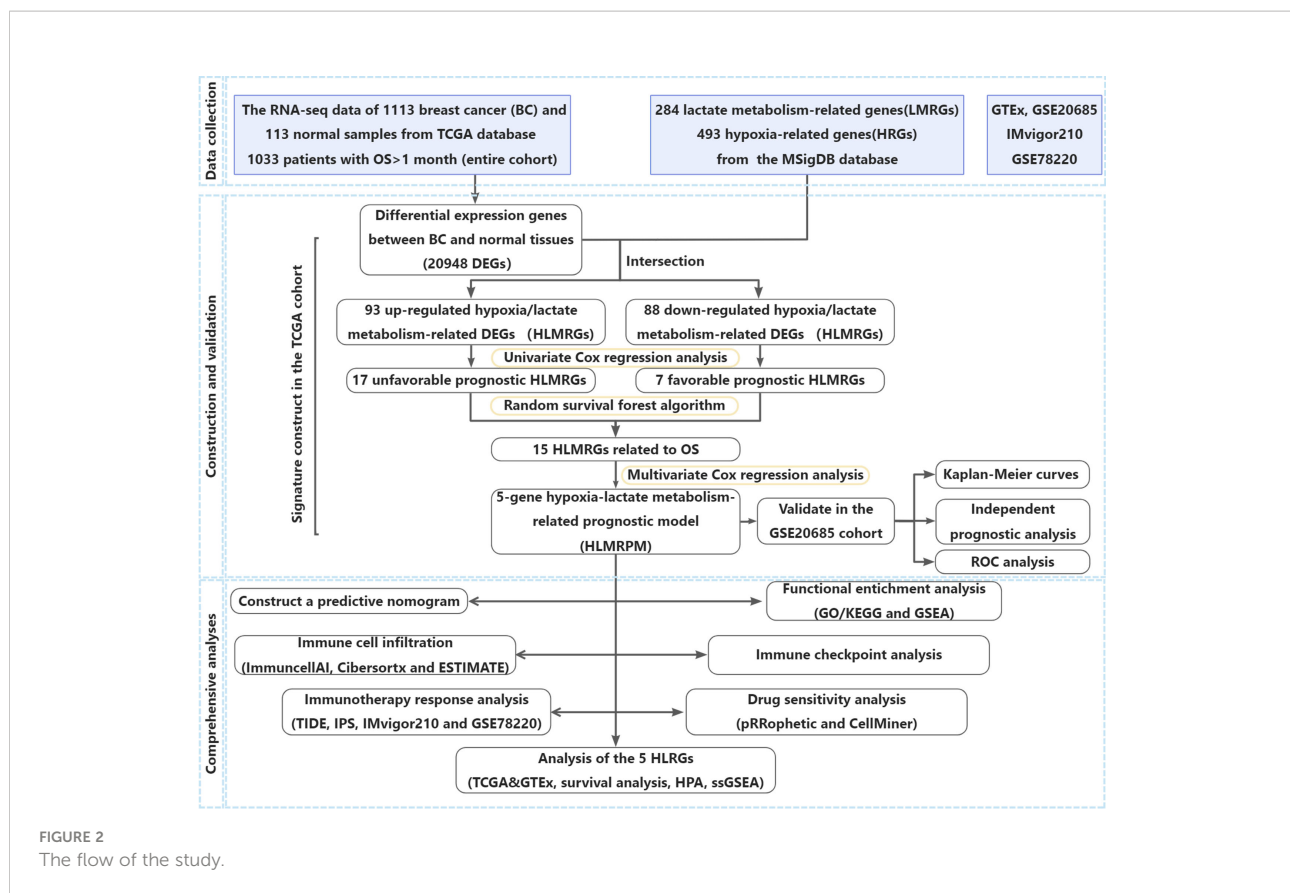 Data collection
The RNA-seq data of 1113 breast cancer (BC) and
113 normal samples from TCGA database
1033 patients with OS>1 month (entire cohort)
284 lactate metabolism-related genes(LMRGs)
493 hypoxia-related genes(HRGs)
from the MSigDB database
GTEx, GSE20685
IMvigor210
GSE78220
Construction and validation
Signature construct in the TCGA cohort
Differential expression genes
between BC and normal tissues
(20948 DEGs)
Intersection
93 up-regulated hypoxia/lactate
metabolism-related DEGs (HLMRGs)
88 down-regulated hypoxia/lactate
metabolism-related DEGs (HLMRGs)
Univariate Cox regression analysis
17 unfavorable prognostic HLMRGs
7 favorable prognostic HLMRGs
Random survival forest algorithm
15 HLMRGs related to OS
Multivariate Cox regression analysis
5-gene hypoxia-lactate metabolism-
related prognostic model
(HLMRPM)
Validate in the
GSE20685 cohort
Kaplan-Meier curves
Independent
prognostic analysis
ROC analysis
Comprehensive analyses
Construct a predictive nomogram
Functional entichment analysis
(GO/KEGG and GSEA)
Immune cell infiltration
(ImmuncellAI, Cibersortx and ESTIMATE)
Immune checkpoint analysis
Immunotherapy response analysis
(TIDE, IPS, IMvigor210 and GSE78220)
Drug sensitivity analysis
(pRRophetic and CellMiner)
Analysis of the 5 HLRGs
(TCGA&GTEx, survival analysis, HPA, ssGSEA)
FIGURE 2
The flow of the study.